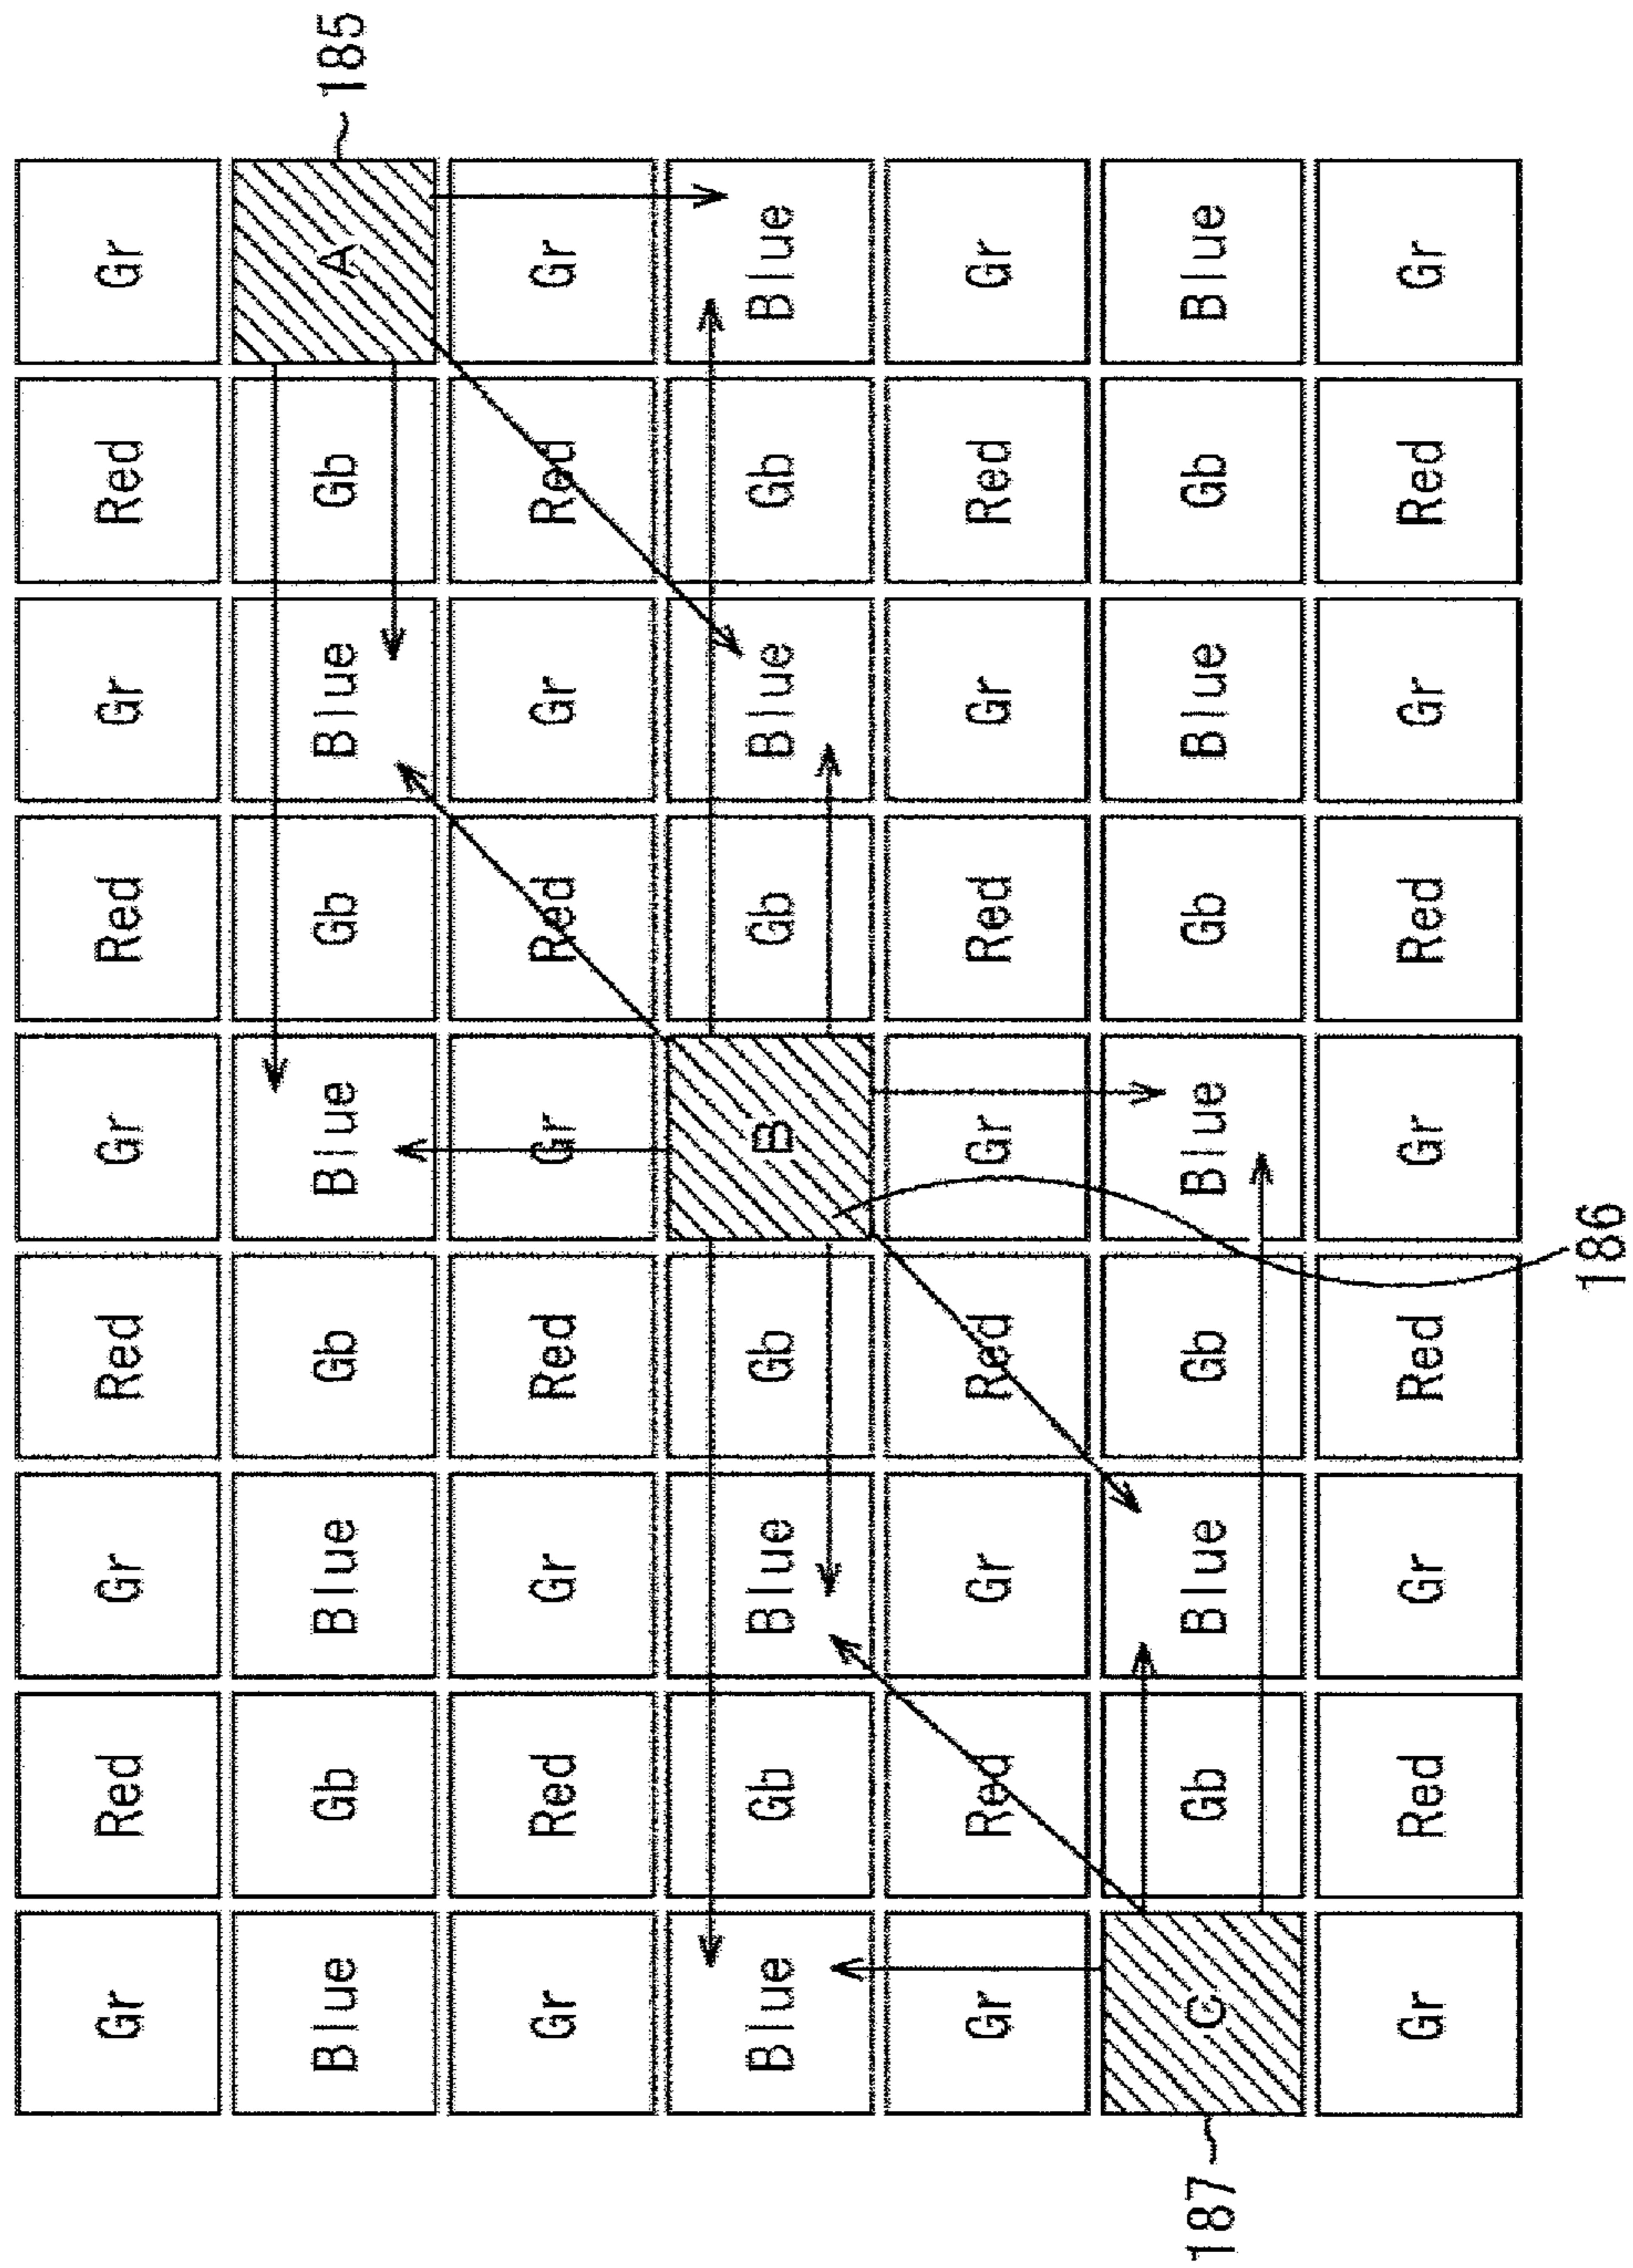 Gr Red Gr Red Gr Red Gr Red Gr
Blue Gb Blue Gb Blue Gb Blue Gb A 185
Gr Red Gr Red Gr Red Gr Red Gr
Blue Gb Blue Gb B Gb Blue Gb Blue
Gr Red Gr Red Gr Red Gr Red Gr
187 C Gb Blue Gb Blue Gb Blue Gb Blue
Gr Red Gr Red Gr Red Gr Red Gr
186